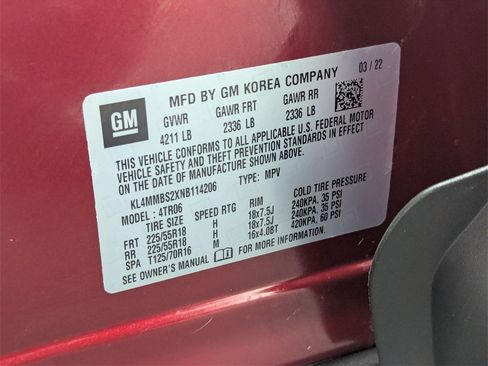 GM
MFD BY GM KOREA COMPANY 03 / 22
GVWR GAWR FRT GAWR RR
4211 LB 2336 LB 2336 LB
THIS VEHICLE CONFORMS TO ALL APPLICABLE U.S. FEDERAL MOTOR
VEHICLE SAFETY AND THEFT PREVENTION STANDARDS IN EFFECT
ON THE DATE OF MANUFACTURE SHOWN ABOVE.
KL4MMBS2XNB114206 TYPE: MPV
MODEL: 4TR06
TIRE SIZE SPEED RTG RIM COLD TIRE PRESSURE
FRT 225/55R18 H 18x7.5J 240KPA, 35 PSI
RR 225/55R18 H 18x7.5J 240KPA, 35 PSI
SPA T125/70R16 M 16x4.0BT 420KPA, 60 PSI
SEE OWNER'S MANUAL FOR MORE INFORMATION.